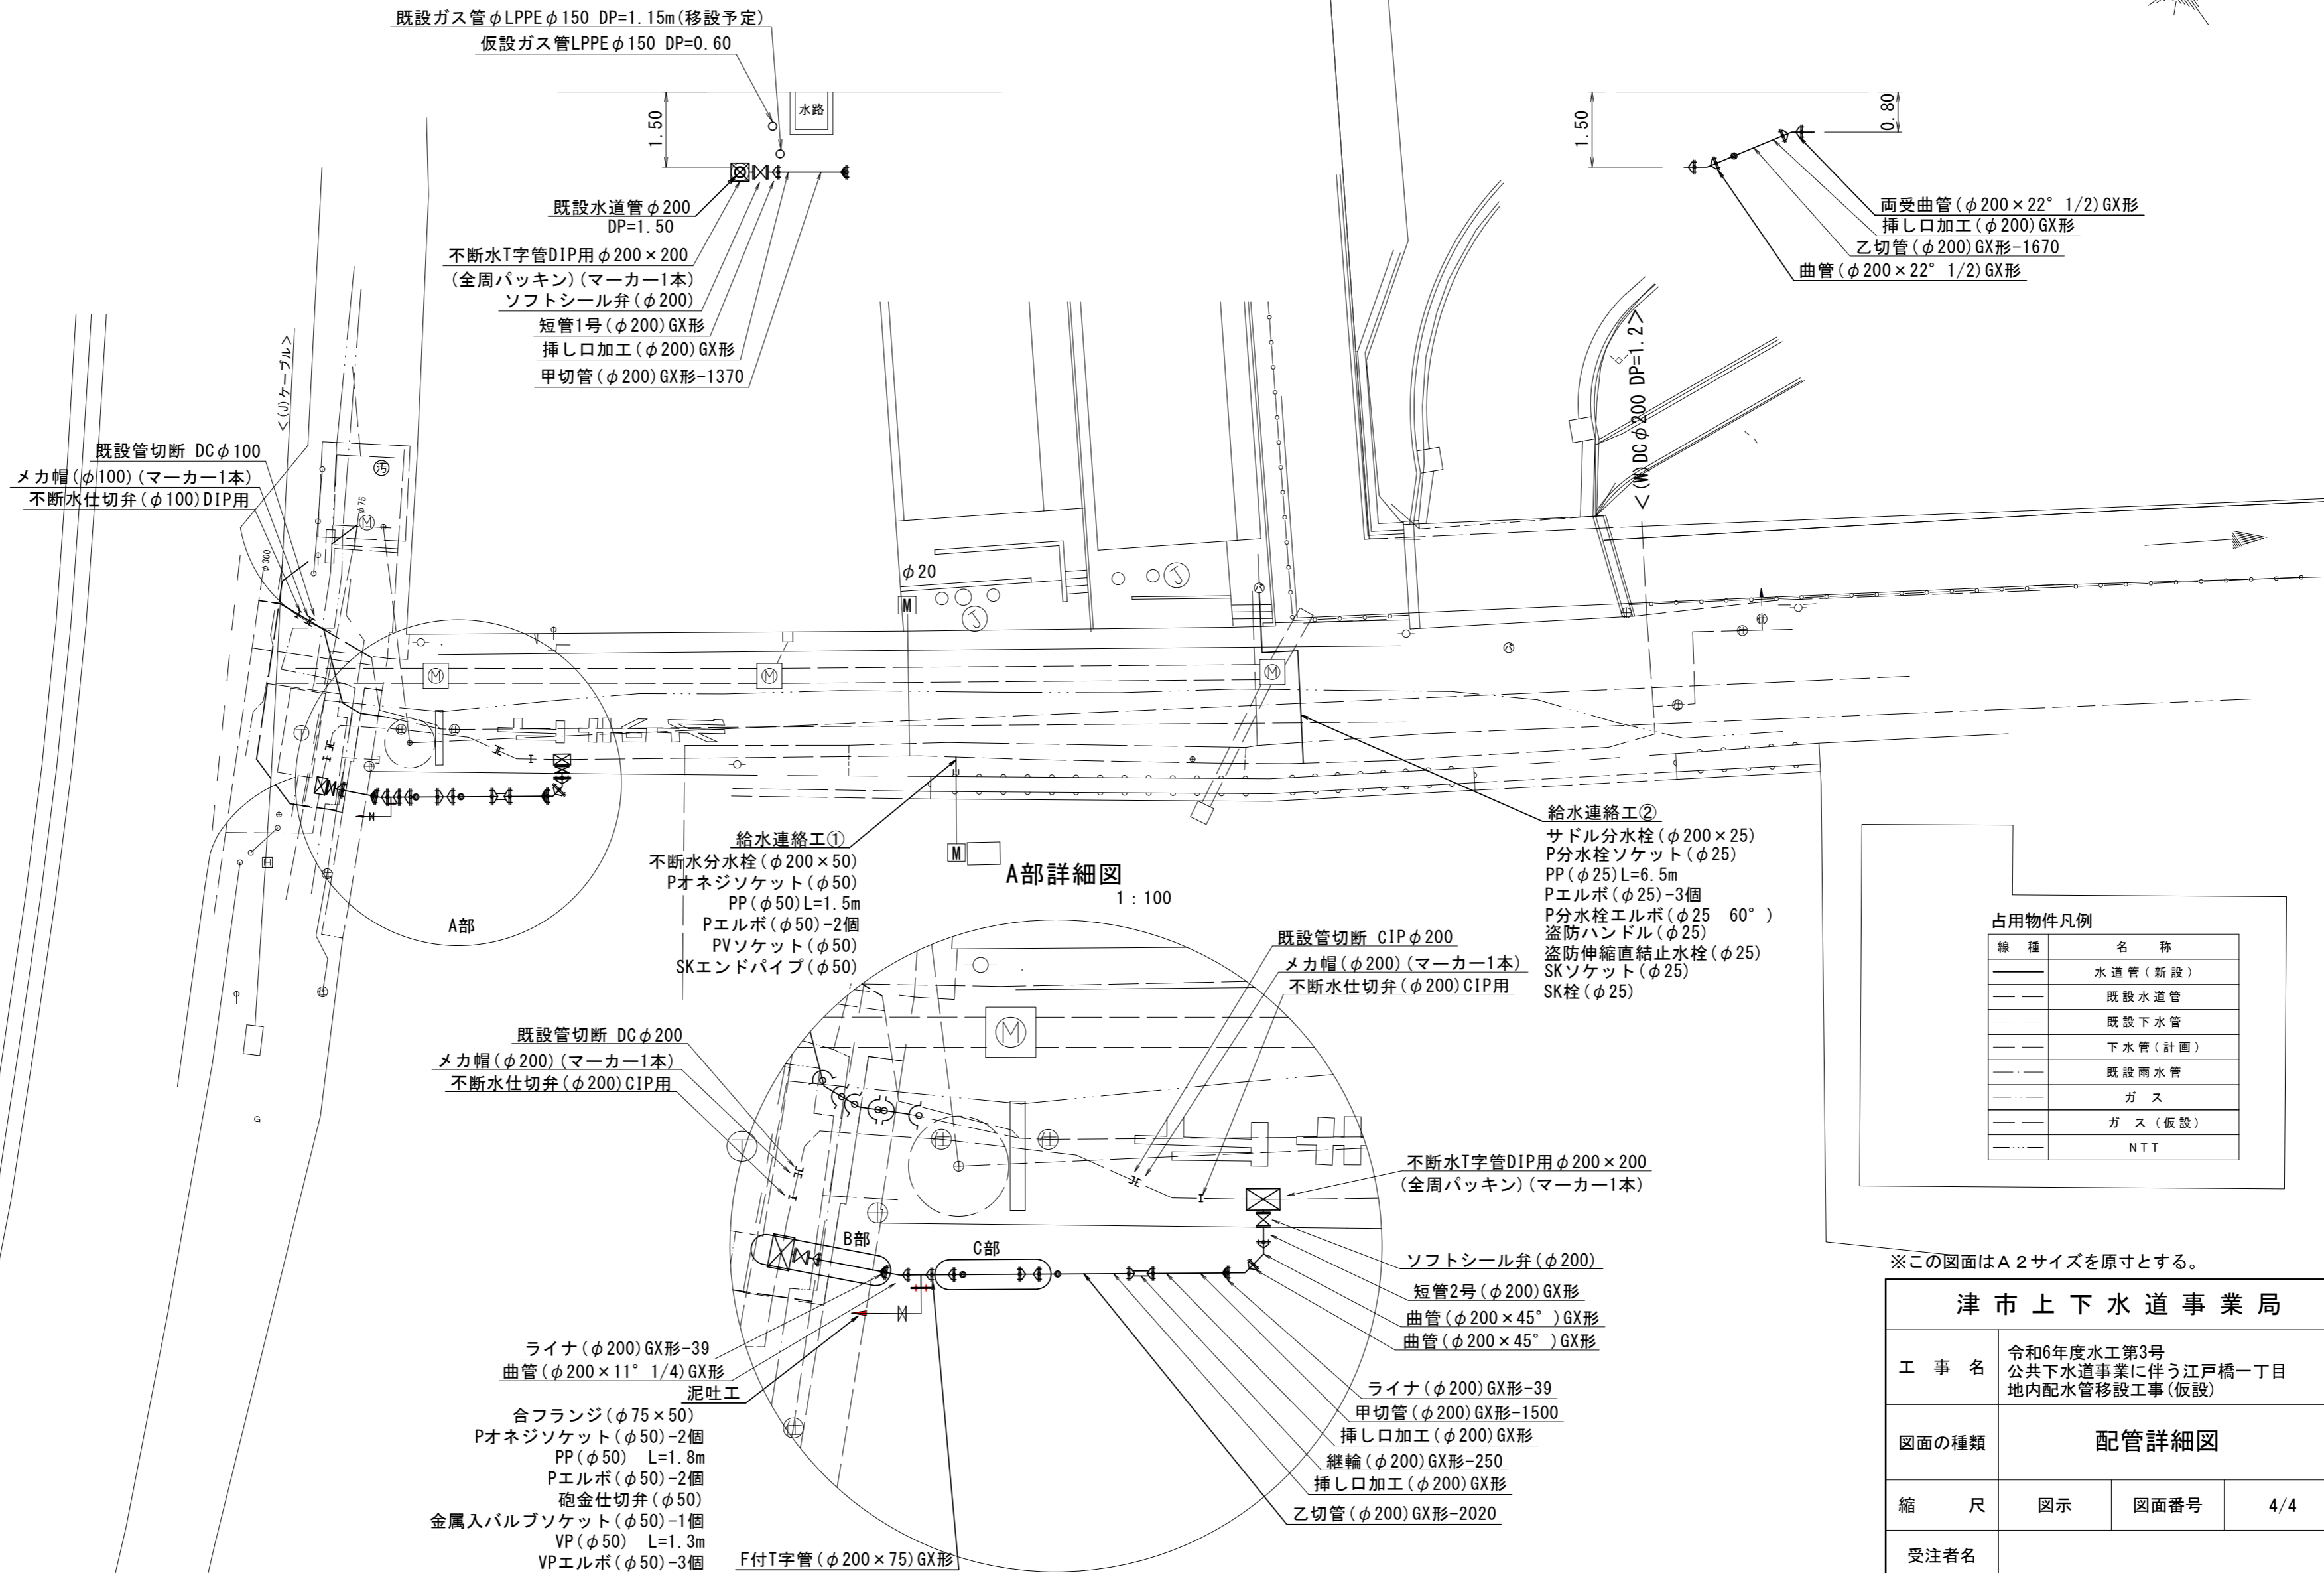 既設ガス管φLPPEφ150 DP=1.15m(移設予定)
仮設ガス管LPPEφ150 DP=0.60
水路
1.50
既設水道管φ200
DP=1.50
不断水T字管DIP用φ200×200
(全周パッキン)(マーカー1本)
ソフトシール弁(φ200)
短管1号(φ200)GX形
挿し口加工(φ200)GX形
甲切管(φ200)GX形-1370
1.50
0.80
両受曲管(φ200×22° 1/2)GX形
挿し口加工(φ200)GX形
乙切管(φ200)GX形-1670
曲管(φ200×22° 1/2)GX形
<(J)ケーブル>
<(W)DCφ200 DP=1.2>
既設管切断 DCφ100
メカ帽(φ100)(マーカー1本)
不断水仕切弁(φ100)DIP用
汚
φ75
M
φ300
φ20
M
J
J
M
M
M
A部
給水連絡工①
不断水分水栓(φ200×50)
Pオネジソケット(φ50)
PP(φ50)L=1.5m
Pエルボ(φ50)-2個
PVソケット(φ50)
SKエンドパイプ(φ50)
M
A部詳細図
1:100
給水連絡工②
サドル分水栓(φ200×25)
P分水栓ソケット(φ25)
PP(φ25)L=6.5m
Pエルボ(φ25)-3個
P分水栓エルボ(φ25 60°)
盗防ハンドル(φ25)
盗防伸縮直結止水栓(φ25)
SKソケット(φ25)
SK栓(φ25)
既設管切断 CIPφ200
メカ帽(φ200)(マーカー1本)
不断水仕切弁(φ200)CIP用
既設管切断 DCφ200
メカ帽(φ200)(マーカー1本)
不断水仕切弁(φ200)CIP用
M
仕
仕
H
G
B部
C部
不断水T字管DIP用φ200×200
(全周パッキン)(マーカー1本)
ソフトシール弁(φ200)
短管2号(φ200)GX形
曲管(φ200×45°)GX形
曲管(φ200×45°)GX形
ライナ(φ200)GX形-39
甲切管(φ200)GX形-1500
挿し口加工(φ200)GX形
継輪(φ200)GX形-250
挿し口加工(φ200)GX形
乙切管(φ200)GX形-2020
ライナ(φ200)GX形-39
曲管(φ200×11° 1/4)GX形
泥吐工
合フランジ(φ75×50)
Pオネジソケット(φ50)-2個
PP(φ50) L=1.8m
Pエルボ(φ50)-2個
砲金仕切弁(φ50)
金属入バルブソケット(φ50)-1個
VP(φ50) L=1.3m
VPエルボ(φ50)-3個
F付T字管(φ200×75)GX形
占用物件凡例
線種 名称
水道管(新設)
既設水道管
既設下水管
下水管(計画)
既設雨水管
ガス
ガス(仮設)
NTT
※この図面はA2サイズを原寸とする。
津市上下水道事業局
工事名
令和6年度水工第3号
公共下水道事業に伴う江戸橋一丁目
地内配水管移設工事(仮設)
図面の種類 配管詳細図
縮尺 図示 図面番号 4/4
受注者名